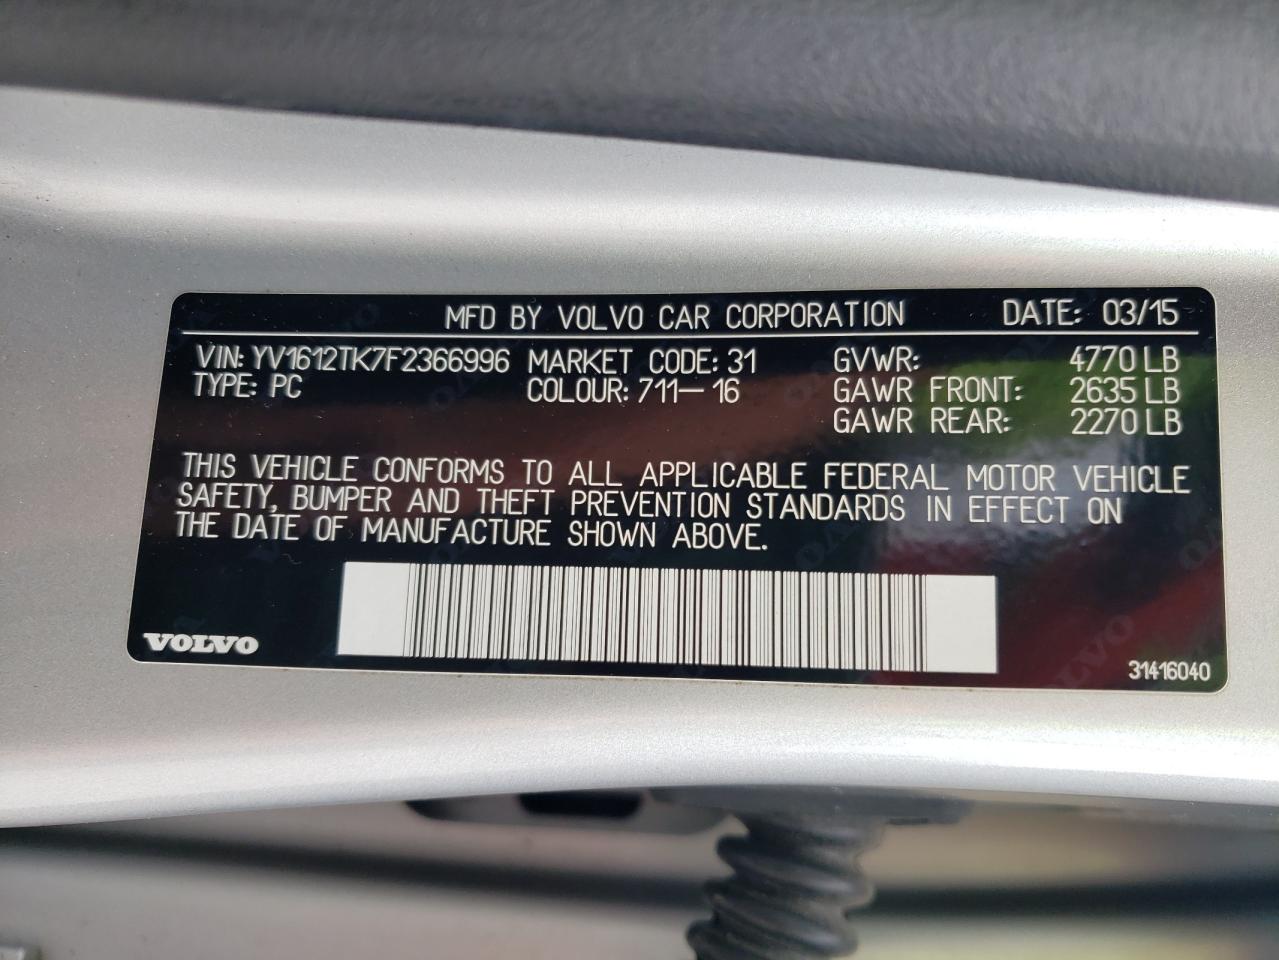 MFD BY VOLVO CAR CORPORATION DATE: 03/15
VIN: YV1612TK7F2366996 MARKET CODE: 31 GVWR: 4770 LB
TYPE: PC COLOUR: 711-16 GAWR FRONT: 2635 LB
GAWR REAR: 2270 LB
THIS VEHICLE CONFORMS TO ALL APPLICABLE FEDERAL MOTOR VEHICLE
SAFETY, BUMPER AND THEFT PREVENTION STANDARDS IN EFFECT ON
THE DATE OF MANUFACTURE SHOWN ABOVE.
VOLVO
31416040